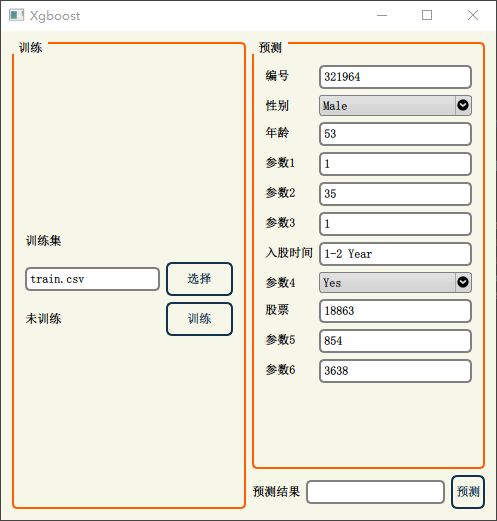 Xgboost
训练
训练集
train.csv 选择
未训练 训练
预测
编号 321964
性别 Male
年龄 53
参数1 1
参数2 35
参数3 1
入股时间 1-2 Year
参数4 Yes
股票 18863
参数5 854
参数6 3638
预测结果 预测